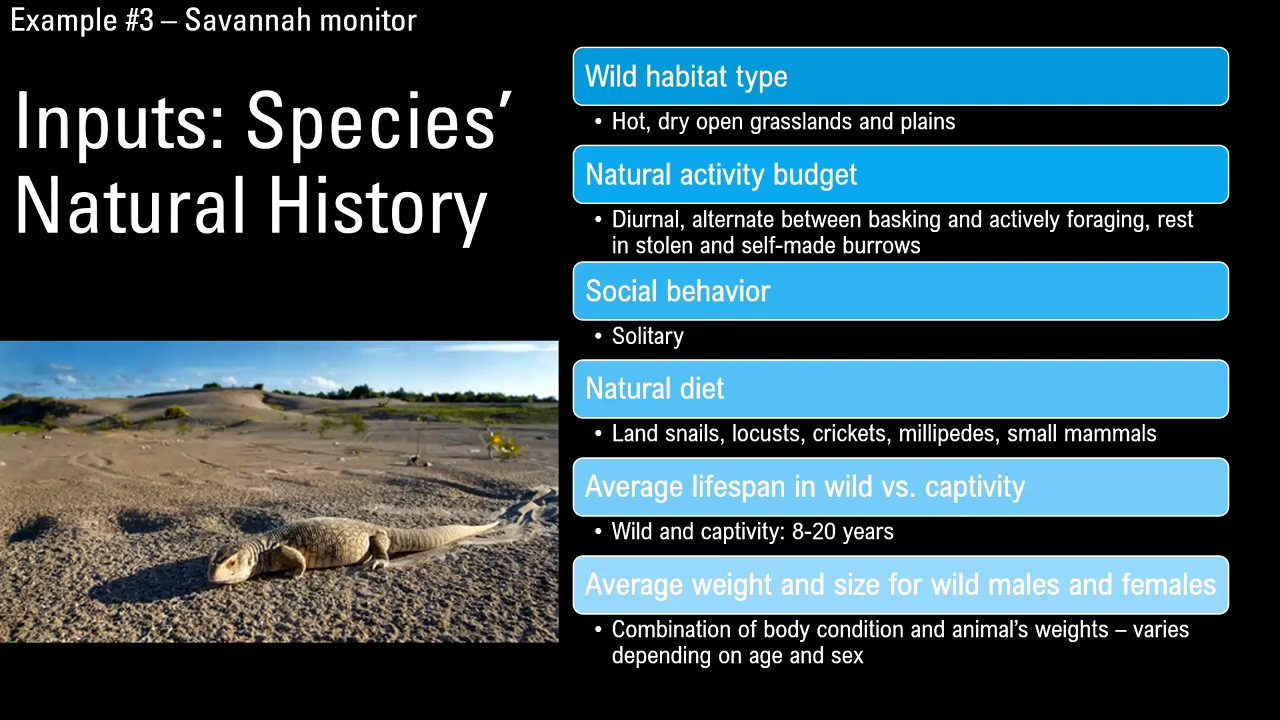 Example #3 – Savannah monitor
Inputs: Species’
Natural History
Wild habitat type
• Hot, dry open grasslands and plains
Natural activity budget
• Diurnal, alternate between basking and actively foraging, rest
in stolen and self-made burrows
Social behavior
• Solitary
Natural diet
• Land snails, locusts, crickets, millipedes, small mammals
Average lifespan in wild vs. captivity
• Wild and captivity: 8-20 years
Average weight and size for wild males and females
• Combination of body condition and animal’s weights – varies
depending on age and sex